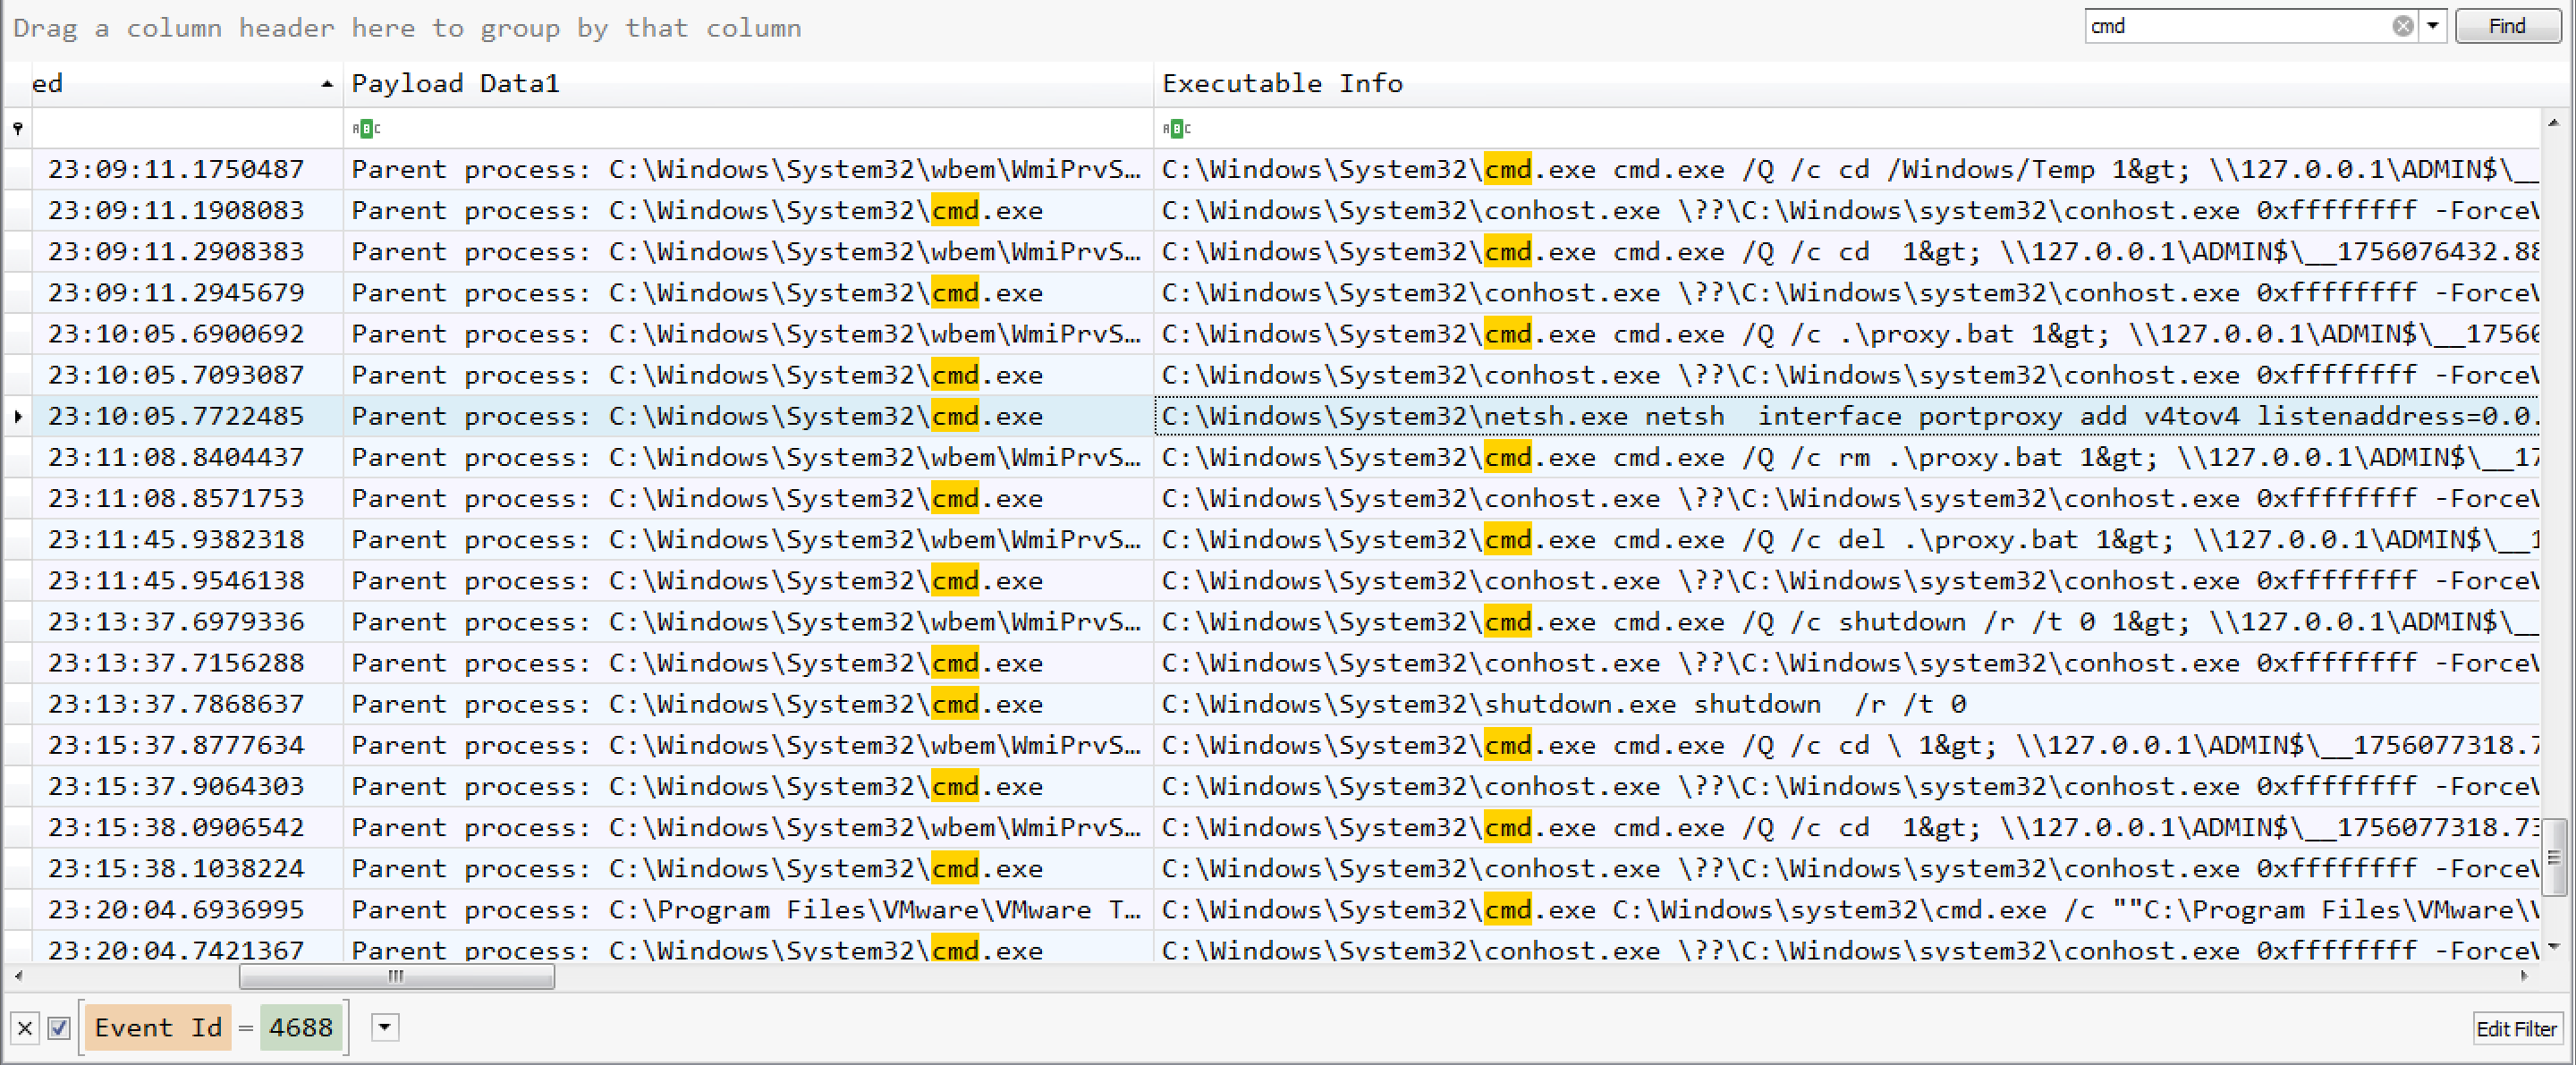 Drag a column header here to group by that column
cmd
Find
ed Payload Data1 Executable Info
23:09:11.1750487 Parent process: C:\Windows\System32\wbem\WmiPrvS… C:\Windows\System32\cmd.exe cmd.exe /Q /c cd /Windows/Temp 1&gt; \\127.0.0.1\ADMIN$\__
23:09:11.1908083 Parent process: C:\Windows\System32\cmd.exe C:\Windows\System32\conhost.exe \??\C:\Windows\system32\conhost.exe 0xffffffff -ForceV
23:09:11.2908383 Parent process: C:\Windows\System32\wbem\WmiPrvS… C:\Windows\System32\cmd.exe cmd.exe /Q /c cd  1&gt; \\127.0.0.1\ADMIN$\__1756076432.88
23:09:11.2945679 Parent process: C:\Windows\System32\cmd.exe C:\Windows\System32\conhost.exe \??\C:\Windows\system32\conhost.exe 0xffffffff -ForceV
23:10:05.6900692 Parent process: C:\Windows\System32\wbem\WmiPrvS… C:\Windows\System32\cmd.exe cmd.exe /Q /c .\proxy.bat 1&gt; \\127.0.0.1\ADMIN$\__17560
23:10:05.7093087 Parent process: C:\Windows\System32\cmd.exe C:\Windows\System32\conhost.exe \??\C:\Windows\system32\conhost.exe 0xffffffff -ForceV
23:10:05.7722485 Parent process: C:\Windows\System32\cmd.exe C:\Windows\System32\netsh.exe netsh  interface portproxy add v4tov4 listenaddress=0.0.
23:11:08.8404437 Parent process: C:\Windows\System32\wbem\WmiPrvS… C:\Windows\System32\cmd.exe cmd.exe /Q /c rm .\proxy.bat 1&gt; \\127.0.0.1\ADMIN$\__17
23:11:08.8571753 Parent process: C:\Windows\System32\cmd.exe C:\Windows\System32\conhost.exe \??\C:\Windows\system32\conhost.exe 0xffffffff -ForceV
23:11:45.9382318 Parent process: C:\Windows\System32\wbem\WmiPrvS… C:\Windows\System32\cmd.exe cmd.exe /Q /c del .\proxy.bat 1&gt; \\127.0.0.1\ADMIN$\__1
23:11:45.9546138 Parent process: C:\Windows\System32\cmd.exe C:\Windows\System32\conhost.exe \??\C:\Windows\system32\conhost.exe 0xffffffff -ForceV
23:13:37.6979336 Parent process: C:\Windows\System32\wbem\WmiPrvS… C:\Windows\System32\cmd.exe cmd.exe /Q /c shutdown /r /t 0 1&gt; \\127.0.0.1\ADMIN$\__
23:13:37.7156288 Parent process: C:\Windows\System32\cmd.exe C:\Windows\System32\conhost.exe \??\C:\Windows\system32\conhost.exe 0xffffffff -ForceV
23:13:37.7868637 Parent process: C:\Windows\System32\cmd.exe C:\Windows\System32\shutdown.exe shutdown  /r /t 0
23:15:37.8777634 Parent process: C:\Windows\System32\wbem\WmiPrvS… C:\Windows\System32\cmd.exe cmd.exe /Q /c cd \ 1&gt; \\127.0.0.1\ADMIN$\__1756077318.7
23:15:37.9064303 Parent process: C:\Windows\System32\cmd.exe C:\Windows\System32\conhost.exe \??\C:\Windows\system32\conhost.exe 0xffffffff -ForceV
23:15:38.0906542 Parent process: C:\Windows\System32\wbem\WmiPrvS… C:\Windows\System32\cmd.exe cmd.exe /Q /c cd  1&gt; \\127.0.0.1\ADMIN$\__1756077318.73
23:15:38.1038224 Parent process: C:\Windows\System32\cmd.exe C:\Windows\System32\conhost.exe \??\C:\Windows\system32\conhost.exe 0xffffffff -ForceV
23:20:04.6936995 Parent process: C:\Program Files\VMware\VMware T… C:\Windows\System32\cmd.exe C:\Windows\system32\cmd.exe /c ""C:\Program Files\VMware\V
23:20:04.7421367 Parent process: C:\Windows\System32\cmd.exe C:\Windows\System32\conhost.exe \??\C:\Windows\system32\conhost.exe 0xffffffff -ForceV
Event Id = 4688
Edit Filter